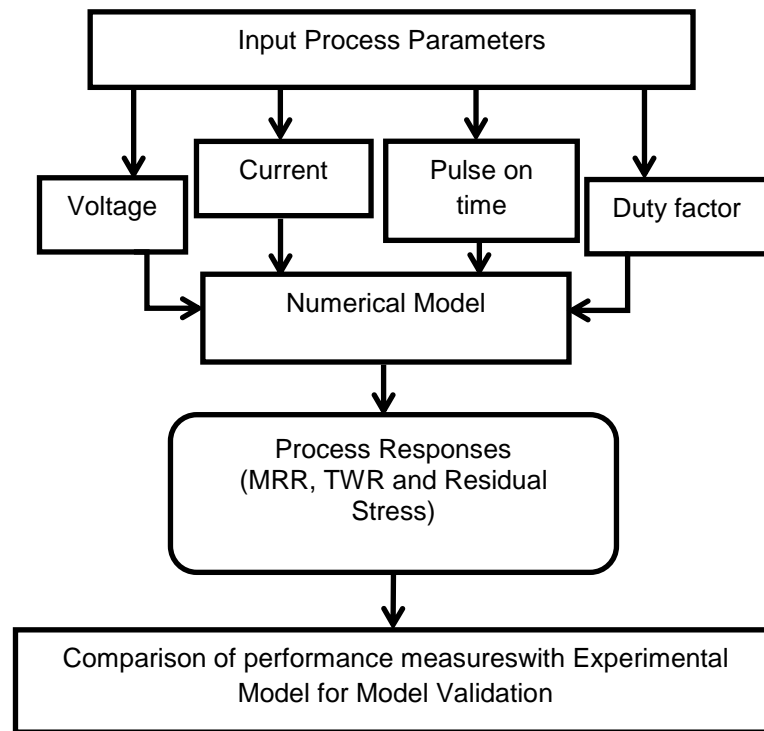 Input Process Parameters
Voltage
Current
Pulse on
time
Duty factor
Numerical Model
Process Responses
(MRR, TWR and Residual
Stress)
Comparison of performance measureswith Experimental
Model for Model Validation